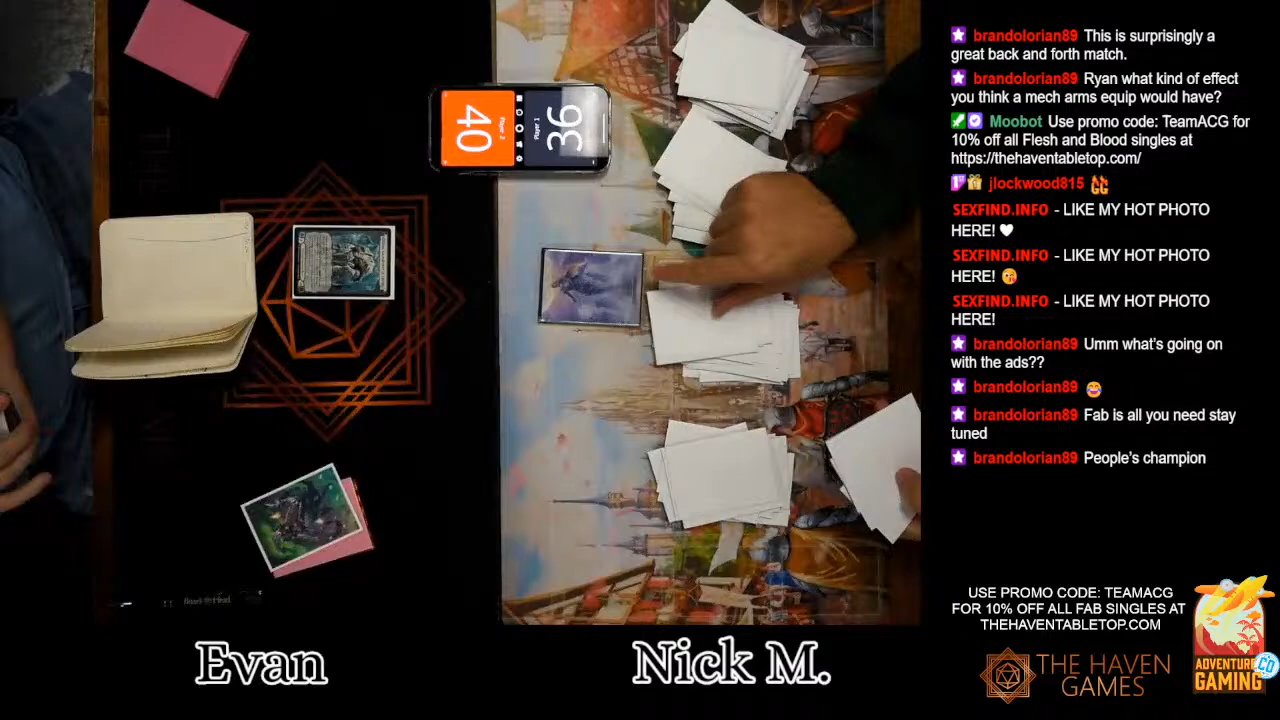 40
Player 2
Player 1
36
brandolorian89 This is surprisingly a
great back and forth match.
brandolorian89 Ryan what kind of effect
you think a mech arms equip would have?
Moobot Use promo code: TeamACG for
10% off all Flesh and Blood singles at
https://thehaventabletop.com/
jlockwood815
SEXFIND.INFO - LIKE MY HOT PHOTO
HERE!
SEXFIND.INFO - LIKE MY HOT PHOTO
HERE!
SEXFIND.INFO - LIKE MY HOT PHOTO
HERE!
brandolorian89 Umm what's going on
with the ads??
brandolorian89
brandolorian89 Fab is all you need stay
tuned
brandolorian89 People's champion
USE PROMO CODE: TEAMACG
FOR 10% OFF ALL FAB SINGLES AT
THEHAVENTABLETOP.COM
THE HAVEN
GAMES
ADVENTURE
GAMING
CO
Evan
Nick M.